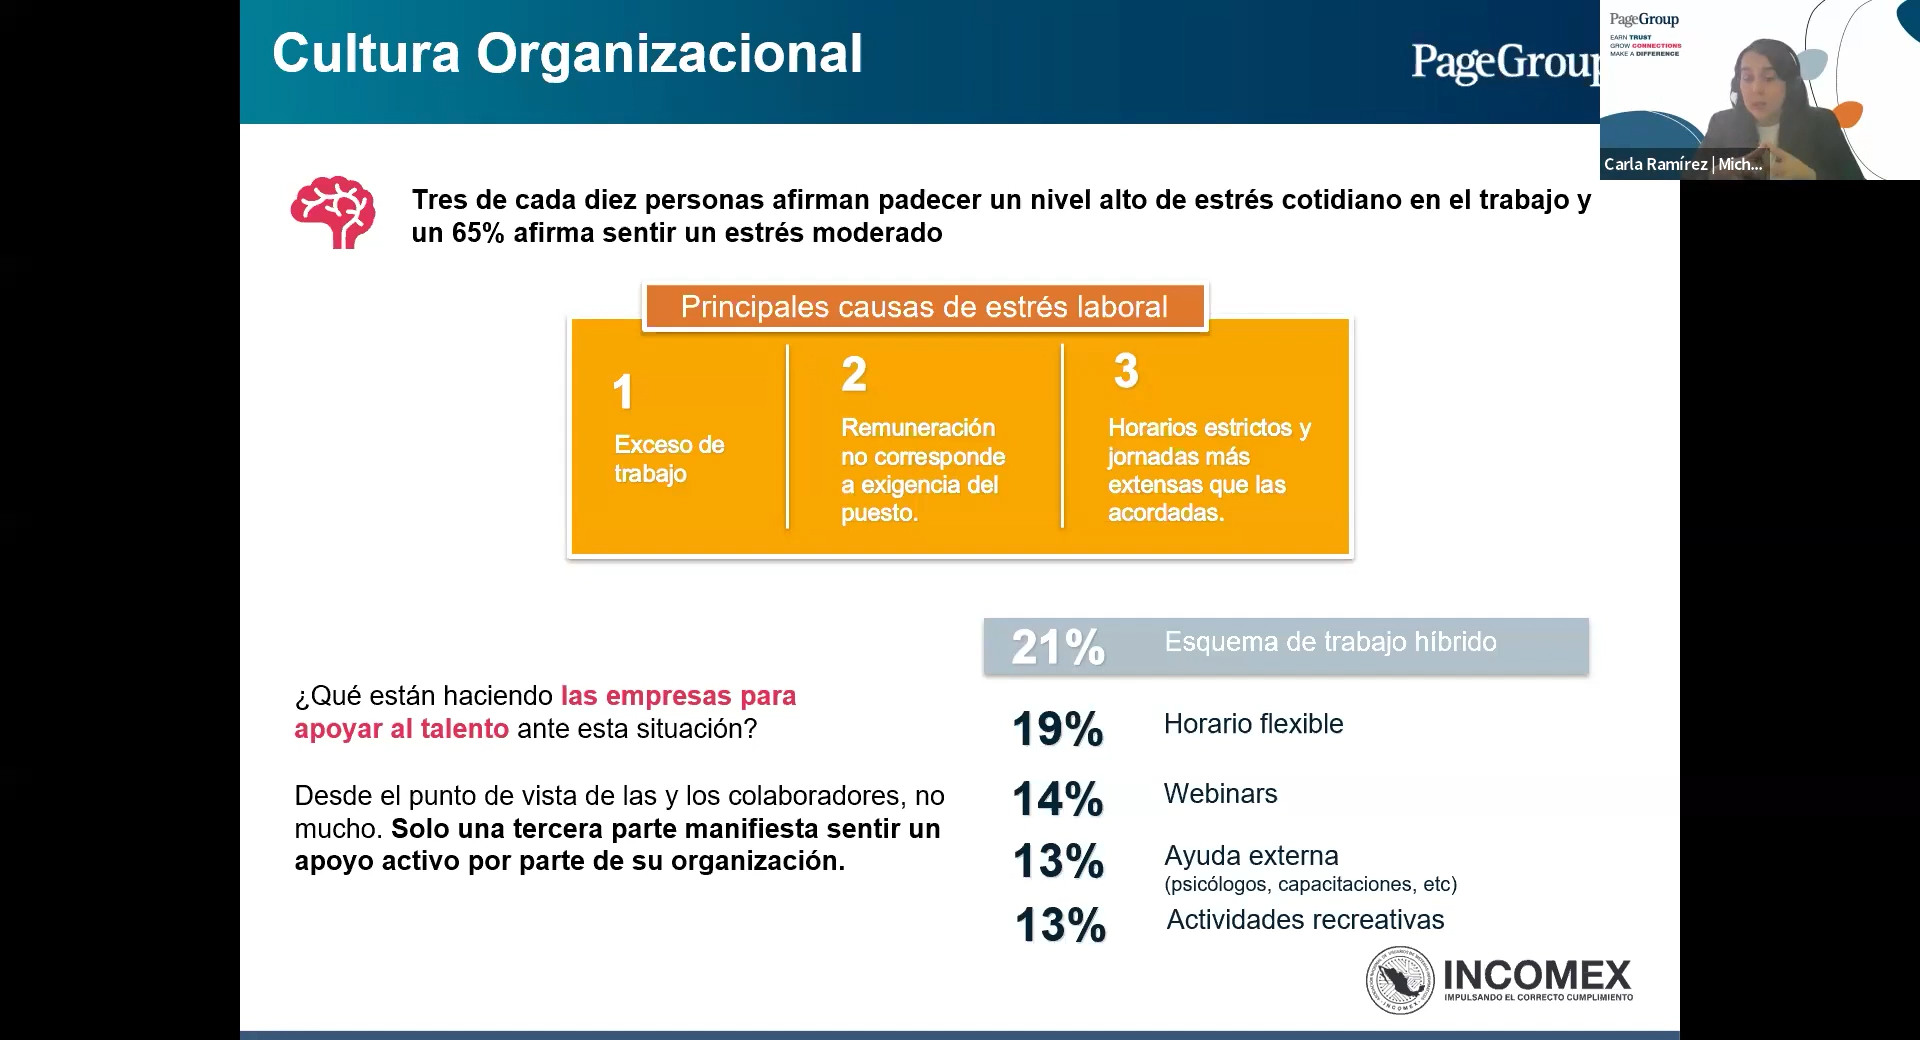 Cultura Organizacional
PageGroup
PageGroup
EARN TRUST
GROW CONNECTIONS
MAKE A DIFFERENCE
Carla Ramírez | Mich...
Tres de cada diez personas afirman padecer un nivel alto de estrés cotidiano en el trabajo y
un 65% afirma sentir un estrés moderado
Principales causas de estrés laboral
1
Exceso de
trabajo
2
Remuneración
no corresponde
a exigencia del
puesto.
3
Horarios estrictos y
jornadas más
extensas que las
acordadas.
¿Qué están haciendo las empresas para
apoyar al talento ante esta situación?
Desde el punto de vista de las y los colaboradores, no
mucho. Solo una tercera parte manifiesta sentir un
apoyo activo por parte de su organización.
21% Esquema de trabajo híbrido
19% Horario flexible
14% Webinars
13% Ayuda externa
(psicólogos, capacitaciones, etc)
13% Actividades recreativas
INCOMEX
IMPULSANDO EL CORRECTO CUMPLIMIENTO